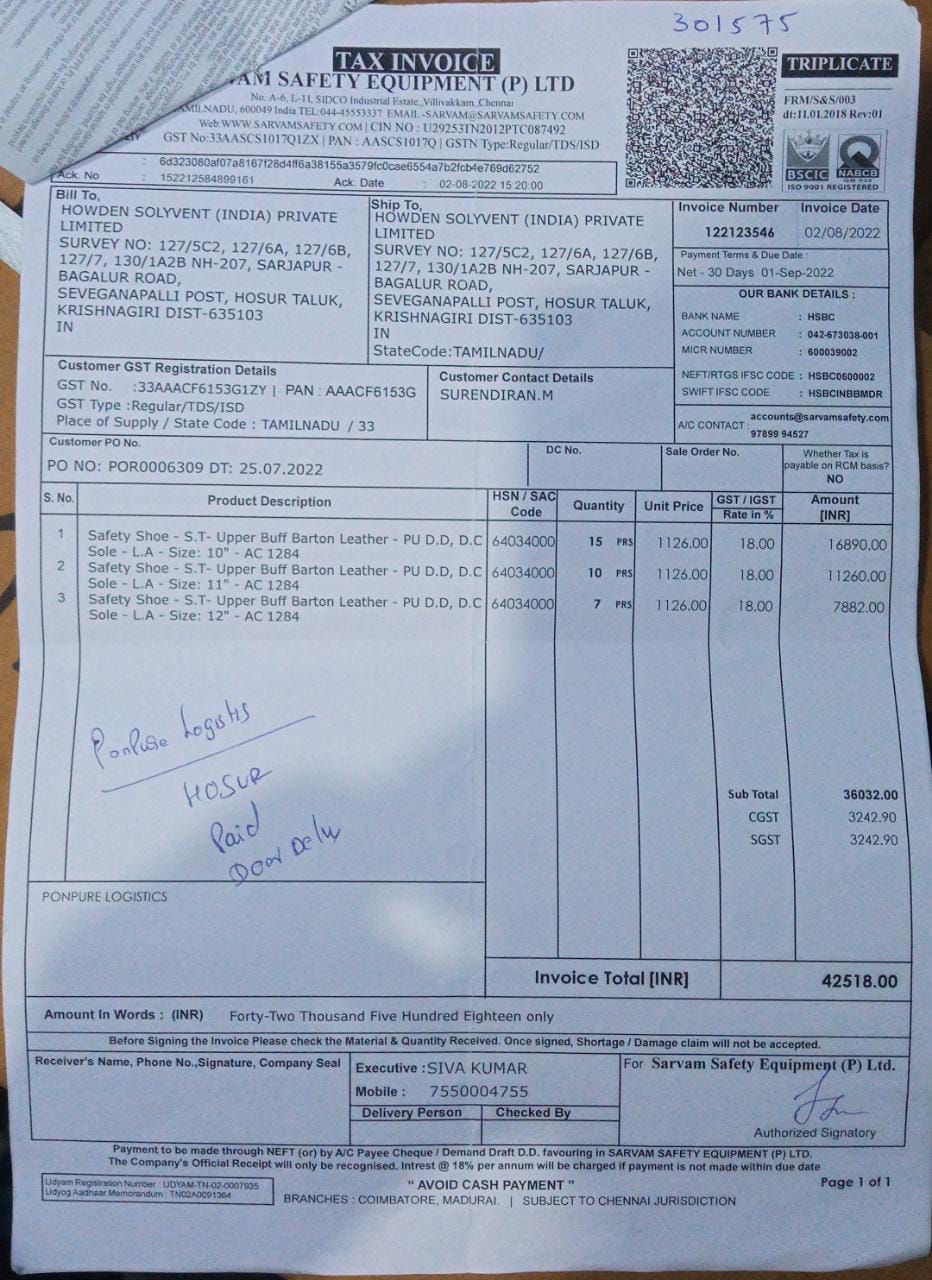 301575
TAX INVOICE
TRIPLICATE
VAM SAFETY EQUIPMENT (P) LTD
No. A-6, L-11, SIDCO Industrial Estate,,Villivakkam,,Chennai
AMILNADU, 600049 India TEL:044-45553337 EMAIL -SARVAM@SARVAMSAFETY.COM
Web:WWW.SARVAMSAFETY.COM | CIN NO : U29253TN2012PTC087492
GST No:33AASCS1017Q1ZX | PAN : AASCS1017Q | GSTN Type:Regular/TDS/ISD
FRM/S&S/003
dt:11.01.2018 Rev:01
BSCIC NABCB
ISO 9001 REGISTERED
: 6d323080af07a8167f28d4ff6a38155a3579fc0cae6554a7b2fcb4e769d62752
Ack. No : 152212584899161 Ack. Date : 02-08-2022 15:20:00
Bill To,
HOWDEN SOLYVENT (INDIA) PRIVATE
LIMITED
SURVEY NO: 127/5C2, 127/6A, 127/6B,
127/7, 130/1A2B NH-207, SARJAPUR -
BAGALUR ROAD,
SEVEGANAPALLI POST, HOSUR TALUK,
KRISHNAGIRI DIST-635103
IN
Ship To,
HOWDEN SOLYVENT (INDIA) PRIVATE
LIMITED
SURVEY NO: 127/5C2, 127/6A, 127/6B,
127/7, 130/1A2B NH-207, SARJAPUR -
BAGALUR ROAD,
SEVEGANAPALLI POST, HOSUR TALUK,
KRISHNAGIRI DIST-635103
IN
StateCode:TAMILNADU/
Invoice Number Invoice Date
122123546 02/08/2022
Payment Terms & Due Date :
Net - 30 Days 01-Sep-2022
OUR BANK DETAILS :
BANK NAME : HSBC
ACCOUNT NUMBER : 042-673038-001
MICR NUMBER : 600039002
NEFT/RTGS IFSC CODE : HSBC0600002
SWIFT IFSC CODE : HSBCINBBMDR
A/C CONTACT : accounts@sarvamsafety.com
97899 94527
Customer GST Registration Details
GST No. :33AAACF6153G1ZY | PAN : AAACF6153G
GST Type :Regular/TDS/ISD
Place of Supply / State Code : TAMILNADU / 33
Customer Contact Details
SURENDIRAN.M
Customer PO No.
PO NO: POR0006309 DT: 25.07.2022
DC No.
Sale Order No.
Whether Tax is
payable on RCM basis?
NO
S. No. Product Description HSN / SAC Code Quantity Unit Price GST / IGST Rate in % Amount [INR]
1 Safety Shoe - S.T- Upper Buff Barton Leather - PU D.D, D.C 64034000 15 PRS 1126.00 18.00 16890.00
Sole - L.A - Size: 10" - AC 1284
2 Safety Shoe - S.T- Upper Buff Barton Leather - PU D.D, D.C 64034000 10 PRS 1126.00 18.00 11260.00
Sole - L.A - Size: 11" - AC 1284
3 Safety Shoe - S.T- Upper Buff Barton Leather - PU D.D, D.C 64034000 7 PRS 1126.00 18.00 7882.00
Sole - L.A - Size: 12" - AC 1284
Ponpure Logistis
HOSUR
Paid
Door Delv
Sub Total 36032.00
CGST 3242.90
SGST 3242.90
PONPURE LOGISTICS
Invoice Total [INR] 42518.00
Amount In Words : (INR) Forty-Two Thousand Five Hundred Eighteen only
Before Signing the Invoice Please check the Material & Quantity Received. Once signed, Shortage / Damage claim will not be accepted.
Receiver's Name, Phone No.,Signature, Company Seal
Executive :SIVA KUMAR
Mobile : 7550004755
Delivery Person Checked By
For Sarvam Safety Equipment (P) Ltd.
Authorized Signatory
Payment to be made through NEFT (or) by A/C Payee Cheque / Demand Draft D.D. favouring in SARVAM SAFETY EQUIPMENT (P) LTD.
The Company's Official Receipt will only be recognised. Intrest @ 18% per annum will be charged if payment is not made within due date
Udyam Registration Number : UDYAM-TN-02-0007935
Udyog Aadhaar Memorandum : TN02A0091364
" AVOID CASH PAYMENT "
Page 1 of 1
BRANCHES : COIMBATORE, MADURAI. | SUBJECT TO CHENNAI JURISDICTION